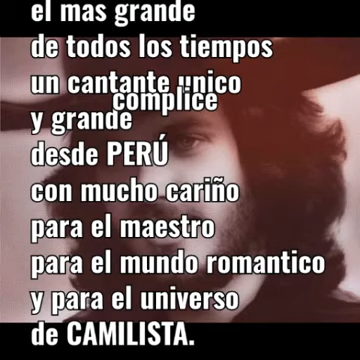 el mas grande
de todos los tiempos
un cantante unico
complice
y grande
desde PERÚ
con mucho cariño
para el maestro
para el mundo romantico
y para el universo
de CAMILISTA.